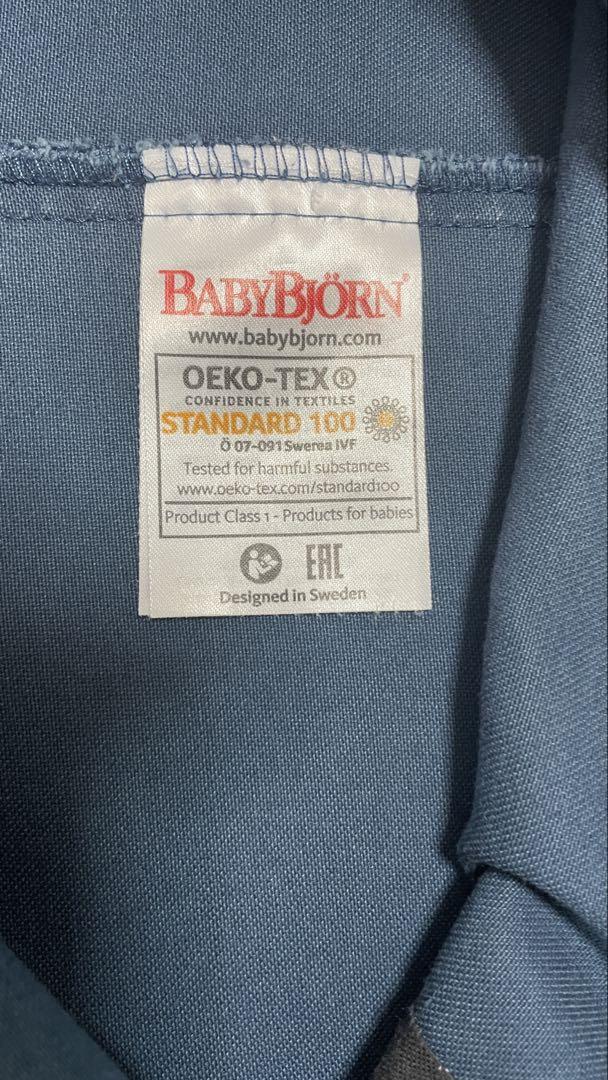 BABYBJÖRN®
www.babybjorn.com
OEKO-TEX®
CONFIDENCE IN TEXTILES
STANDARD 100
Ö 07-091 Swerea IVF
Tested for harmful substances.
www.oeko-tex.com/standard100
Product Class 1 - Products for babies
EAC
Designed in Sweden